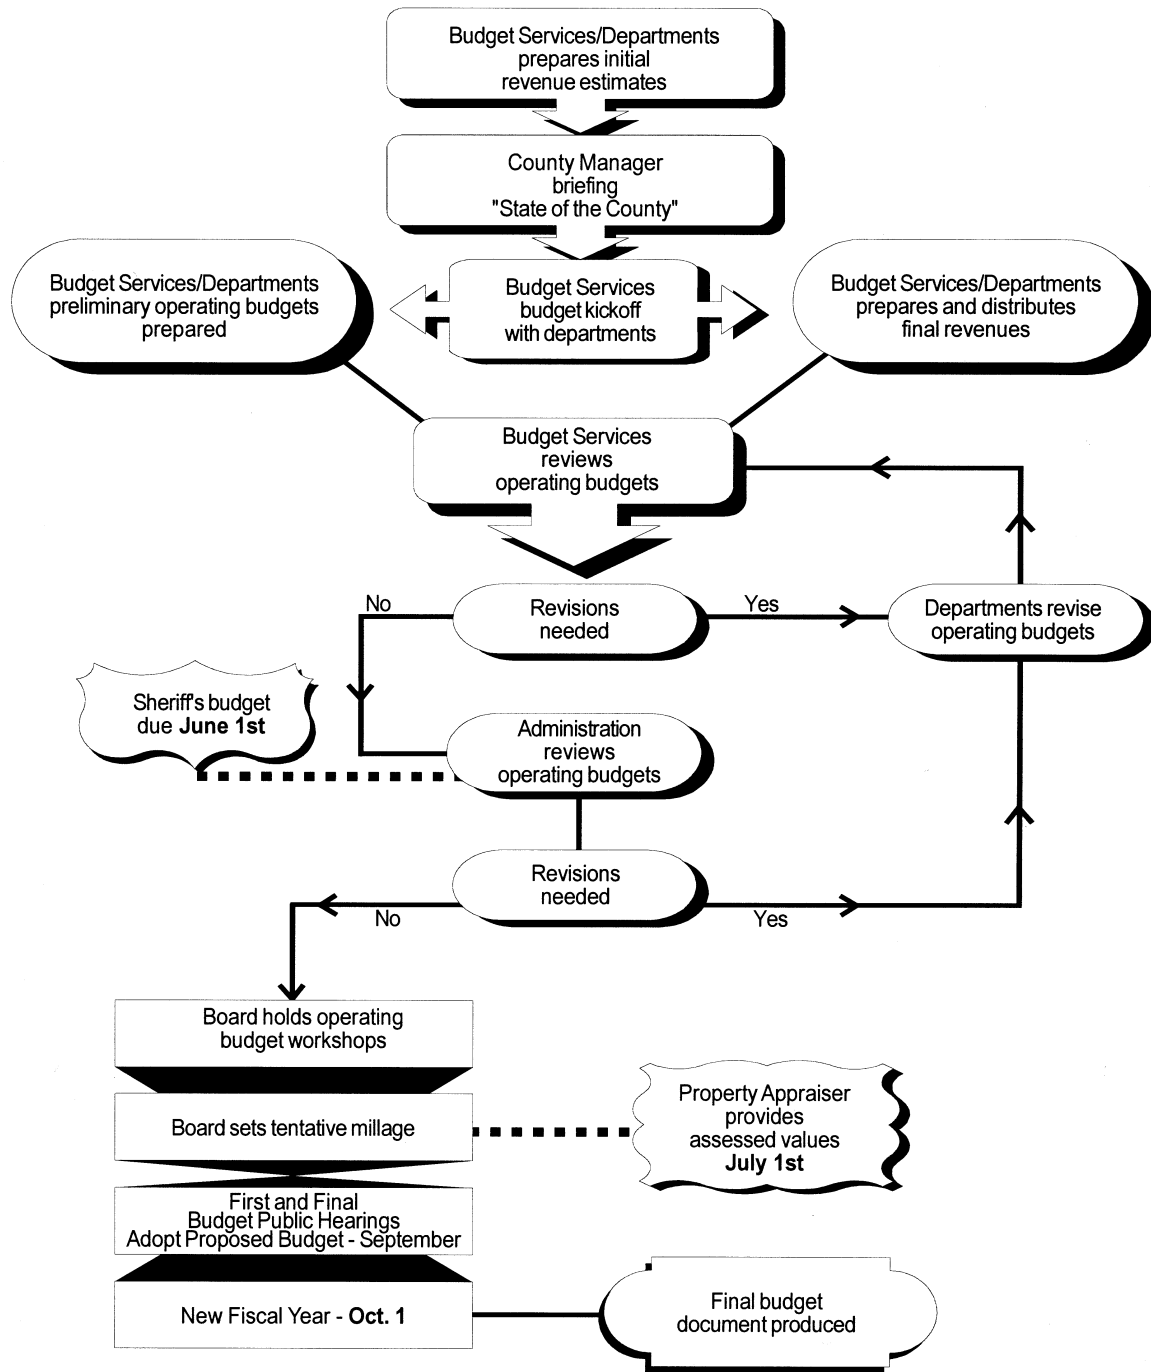 Budget Services/Departments
prepares initial
revenue estimates
County Manager
briefing
"State of the County"
Budget Services/Departments
preliminary operating budgets
prepared
Budget Services
budget kickoff
with departments
Budget Services/Departments
prepares and distributes
final revenues
Budget Services
reviews
operating budgets
No
Revisions
needed
Yes
Departments revise
operating budgets
Sheriff's budget
due June 1st
Administration
reviews
operating budgets
Revisions
needed
No
Yes
Board holds operating
budget workshops
Board sets tentative millage
Property Appraiser
provides
assessed values
July 1st
First and Final
Budget Public Hearings
Adopt Proposed Budget - September
New Fiscal Year - Oct. 1
Final budget
document produced